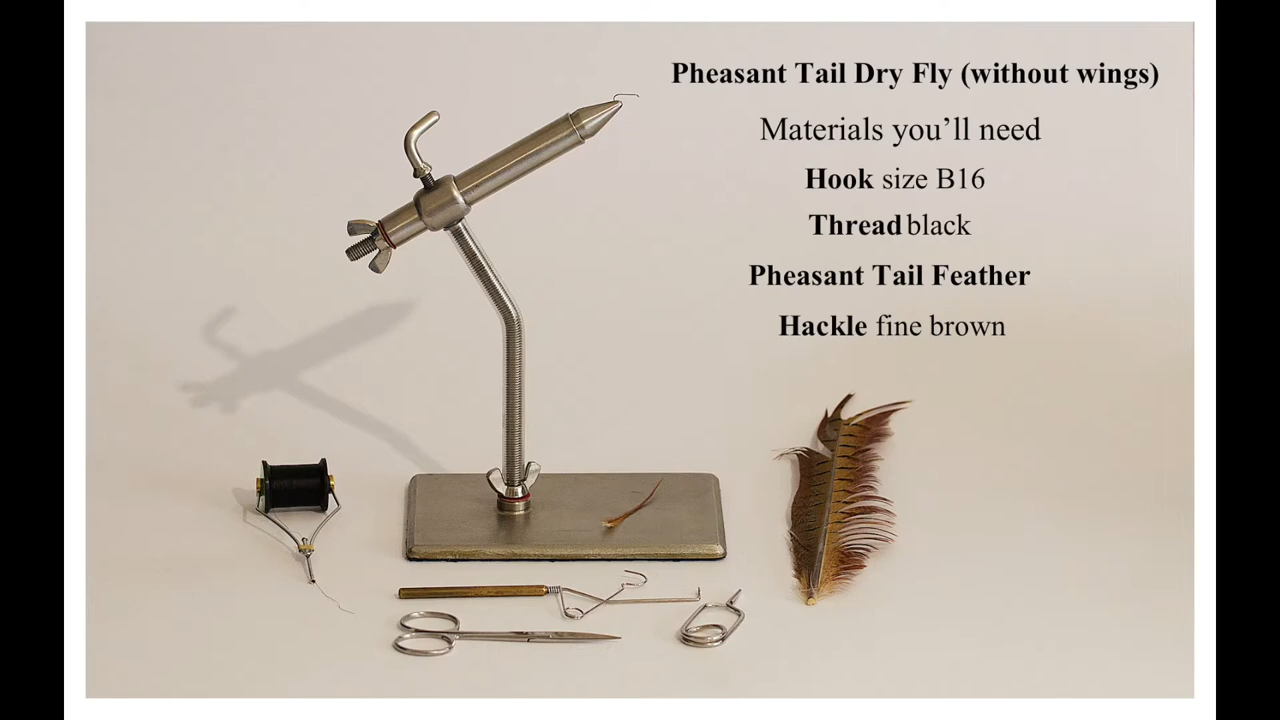 Pheasant Tail Dry Fly (without wings)
Materials you’ll need
Hook size B16
Thread black
Pheasant Tail Feather
Hackle fine brown